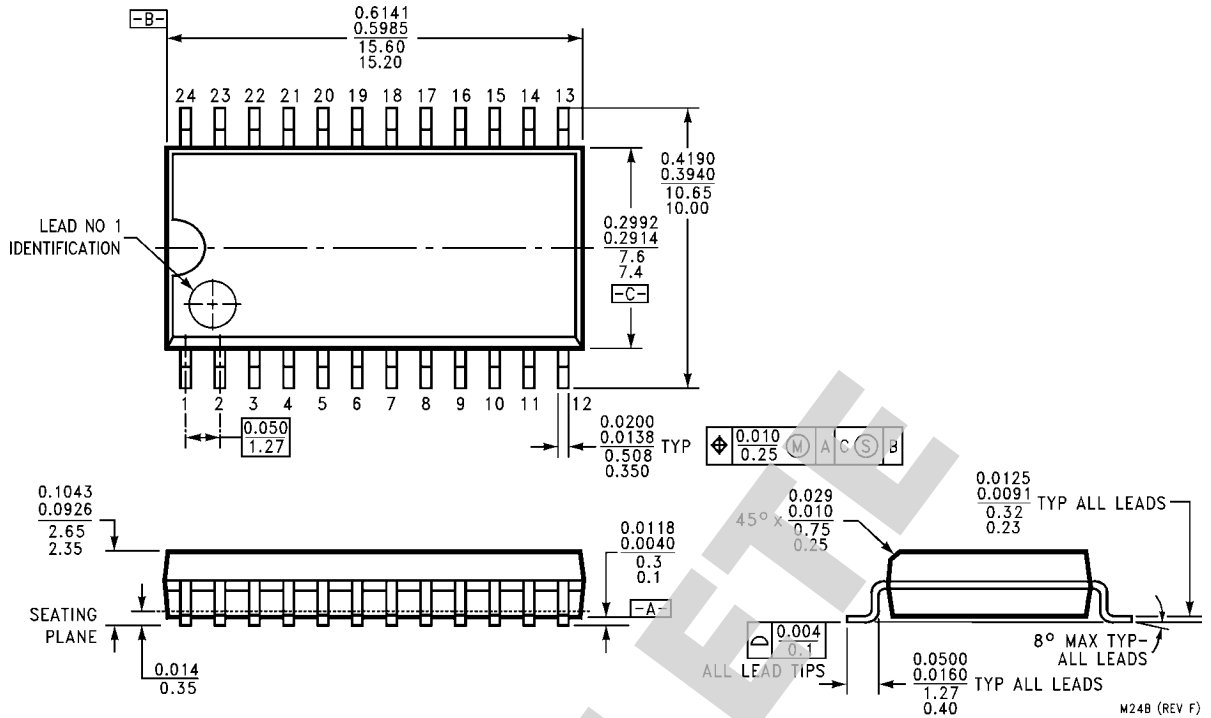 -B-
0.6141
0.5985
15.60
15.20
24 23 22 21 20 19 18 17 16 15 14 13
0.4190
0.3940
10.65
10.00
0.2992
0.2914
7.6
7.4
-C-
LEAD NO 1
IDENTIFICATION
1 2 3 4 5 6 7 8 9 10 11 12
0.050
1.27
0.0200
0.0138
0.508
0.350
TYP
⌖ 0.010 0.25 Ⓜ A C Ⓢ B
0.1043
0.0926
2.65
2.35
0.0118
0.0040
0.3
0.1
-A-
SEATING
PLANE
0.014
0.35
45° x
0.029
0.010
0.75
0.25
0.0125
0.0091
0.32
0.23
TYP ALL LEADS
0.004
0.1
ALL LEAD TIPS
8° MAX TYP-
ALL LEADS
0.0500
0.0160
1.27
0.40
TYP ALL LEADS
M24B (REV F)
ETE